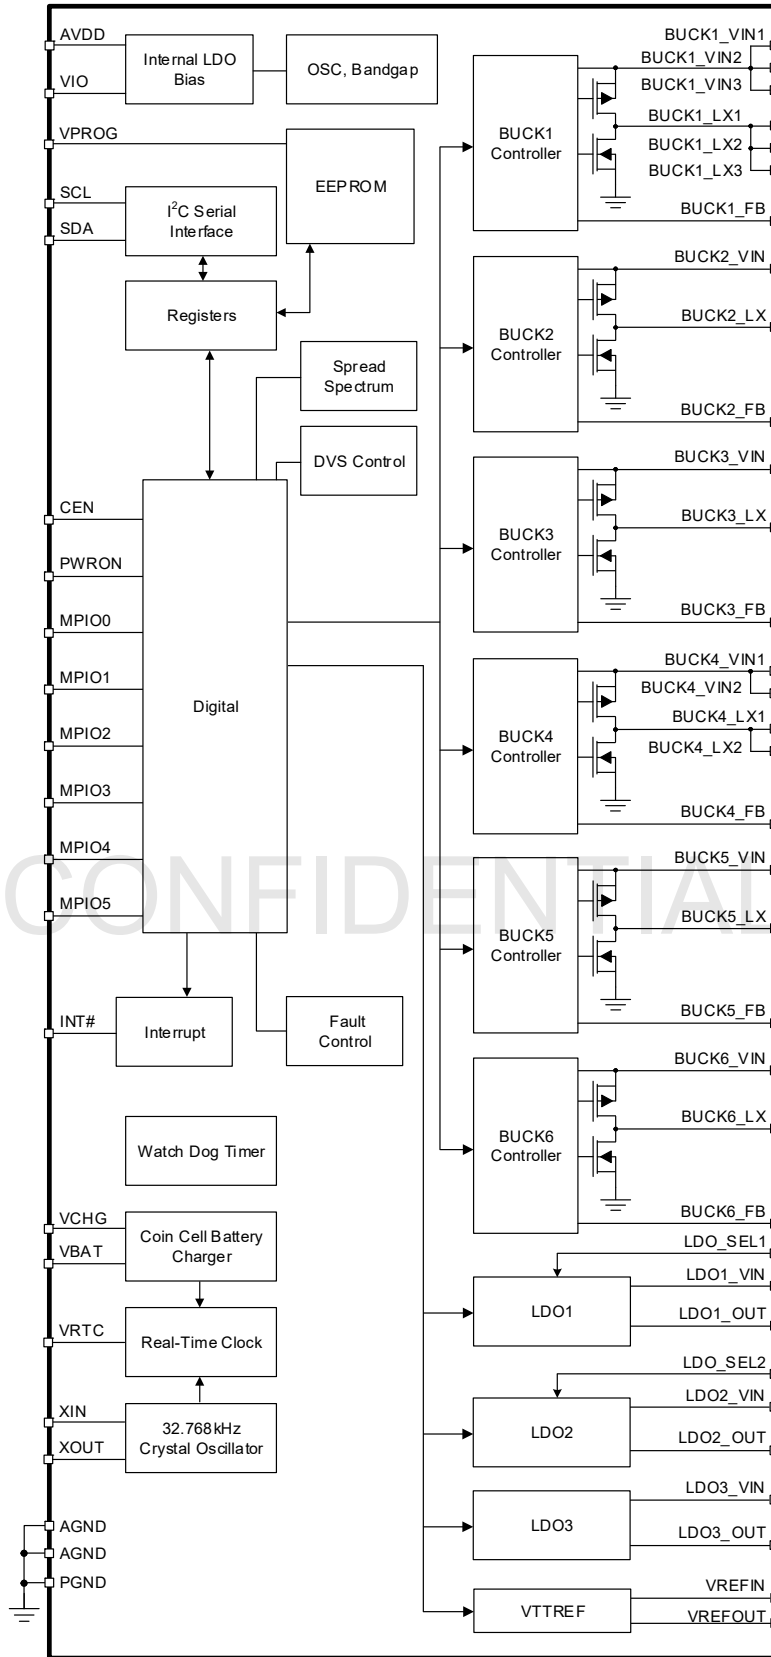 AVDD
VIO
VPROG
SCL
SDA
CEN
PWRON
MPIO0
MPIO1
MPIO2
MPIO3
MPIO4
MPIO5
INT#
VCHG
VBAT
VRTC
XIN
XOUT
AGND
AGND
PGND
Internal LDO
Bias
OSC, Bandgap
EEPROM
I2C Serial
Interface
Registers
Spread
Spectrum
DVS Control
Digital
Interrupt
Fault
Control
Watch Dog Timer
Coin Cell Battery
Charger
Real-Time Clock
32.768kHz
Crystal Oscillator
BUCK1
Controller
BUCK1_VIN1
BUCK1_VIN2
BUCK1_VIN3
BUCK1_LX1
BUCK1_LX2
BUCK1_LX3
BUCK1_FB
BUCK2
Controller
BUCK2_VIN
BUCK2_LX
BUCK2_FB
BUCK3
Controller
BUCK3_VIN
BUCK3_LX
BUCK3_FB
BUCK4
Controller
BUCK4_VIN1
BUCK4_VIN2
BUCK4_LX1
BUCK4_LX2
BUCK4_FB
BUCK5
Controller
BUCK5_VIN
BUCK5_LX
BUCK5_FB
BUCK6
Controller
BUCK6_VIN
BUCK6_LX
BUCK6_FB
LDO1
LDO_SEL1
LDO1_VIN
LDO1_OUT
LDO2
LDO_SEL2
LDO2_VIN
LDO2_OUT
LDO3
LDO3_VIN
LDO3_OUT
VTTREF
VREFIN
VREFOUT
CONFIDENTIAL